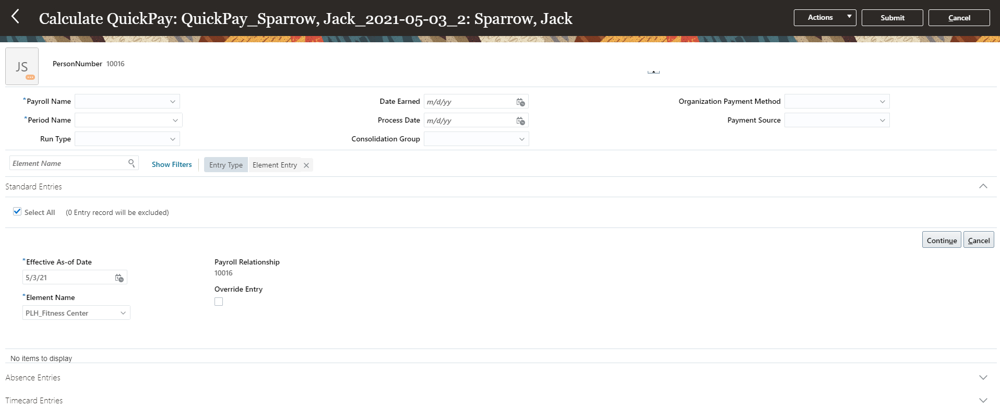 Calculate QuickPay: QuickPay_Sparrow, Jack_2021-05-03_2: Sparrow, Jack
Actions Submit Cancel
JS
PersonNumber 10016
*Payroll Name Date Earned m/d/yy Organization Payment Method
*Period Name Process Date m/d/yy Payment Source
Run Type Consolidation Group
Element Name Show Filters Entry Type Element Entry
Standard Entries
Select All (0 Entry record will be excluded)
Continue Cancel
*Effective As-of Date Payroll Relationship
10016
5/3/21
Override Entry
*Element Name
PLH_Fitness Center
No items to display
Absence Entries
Timecard Entries